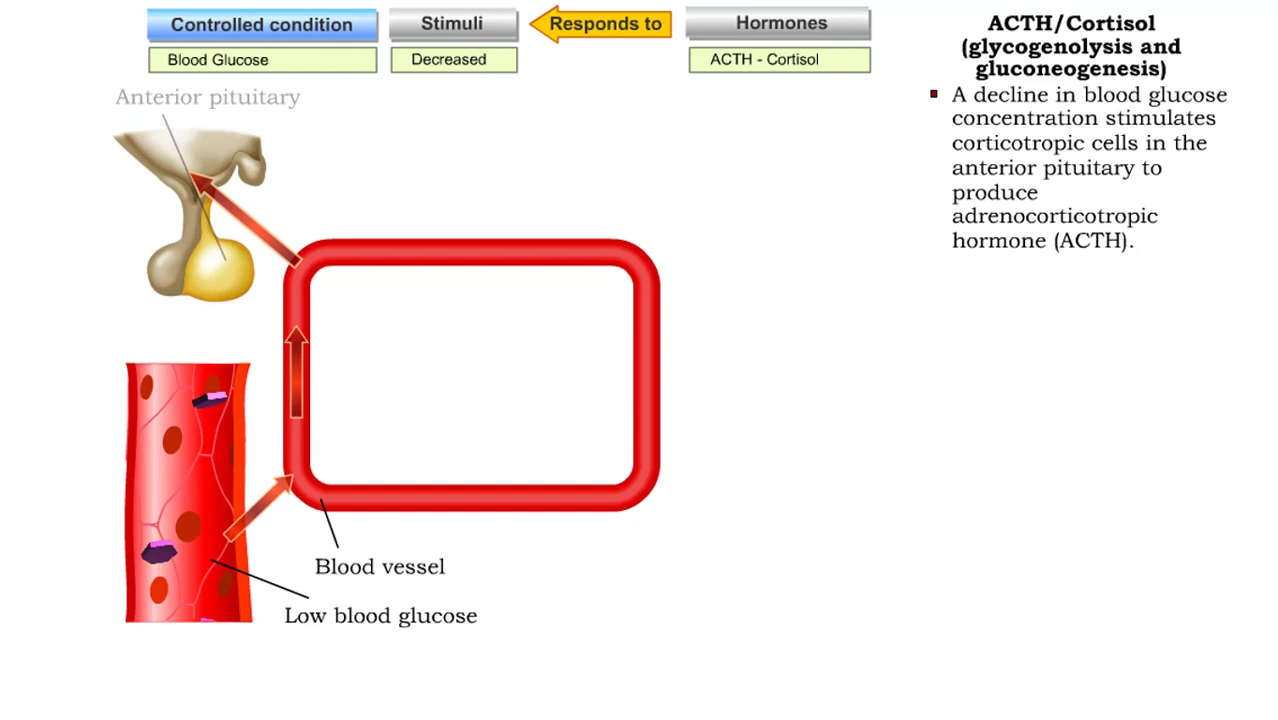 Controlled condition
Stimuli
Responds to
Hormones
Blood Glucose
Decreased
ACTH - Cortisol
Anterior pituitary
Blood vessel
Low blood glucose
ACTH/Cortisol
(glycogenolysis and
gluconeogenesis)
A decline in blood glucose
concentration stimulates
corticotropic cells in the
anterior pituitary to
produce
adrenocorticotropic
hormone (ACTH).